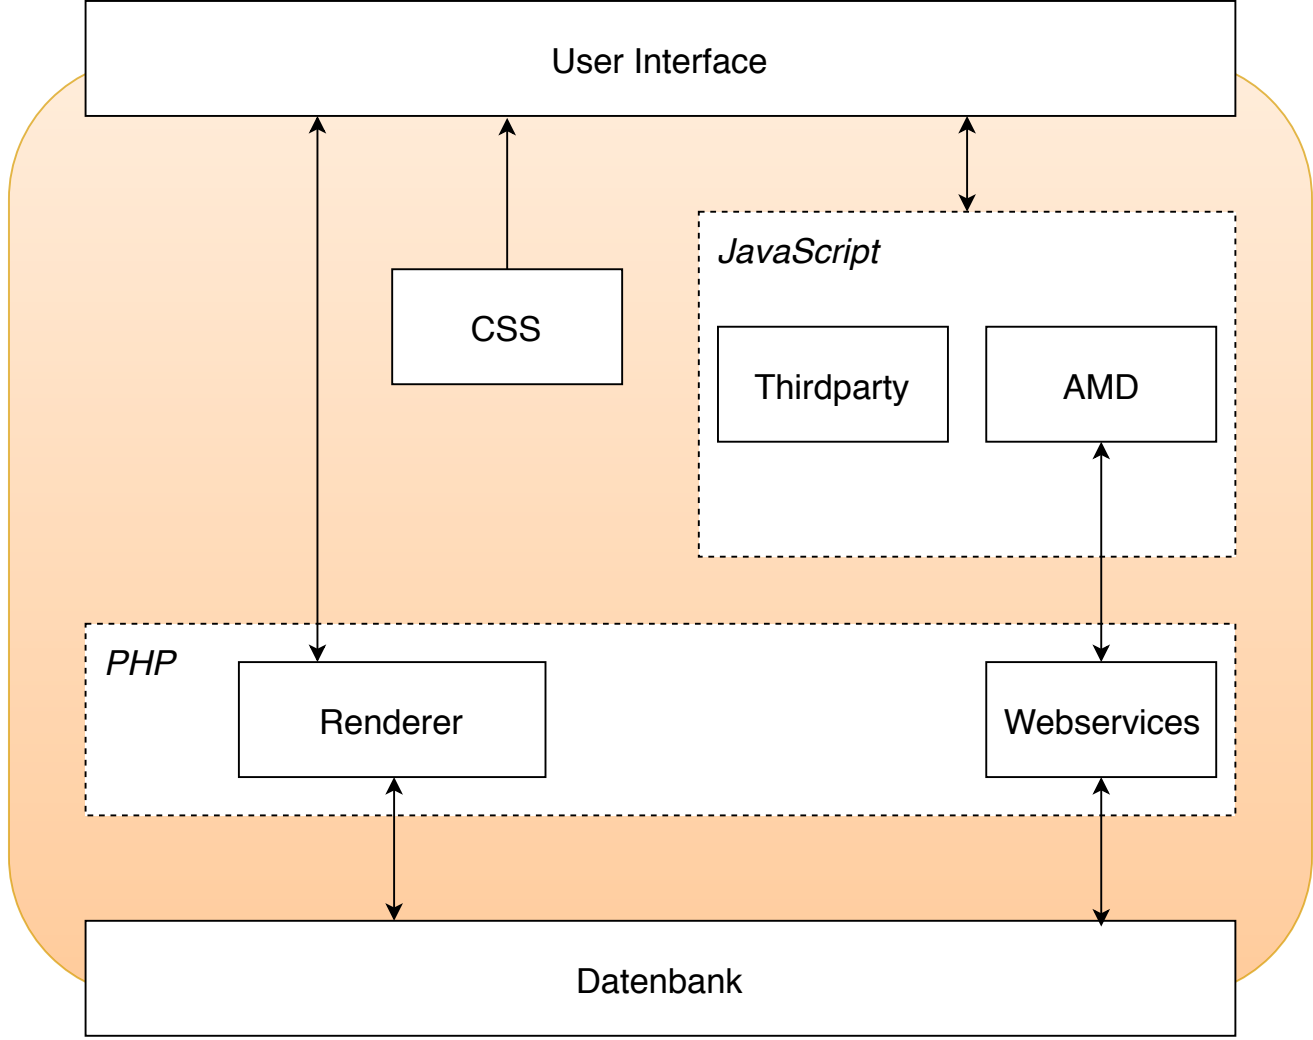 User Interface
JavaScript
CSS
Thirdparty
AMD
PHP
Renderer
Webservices
Datenbank